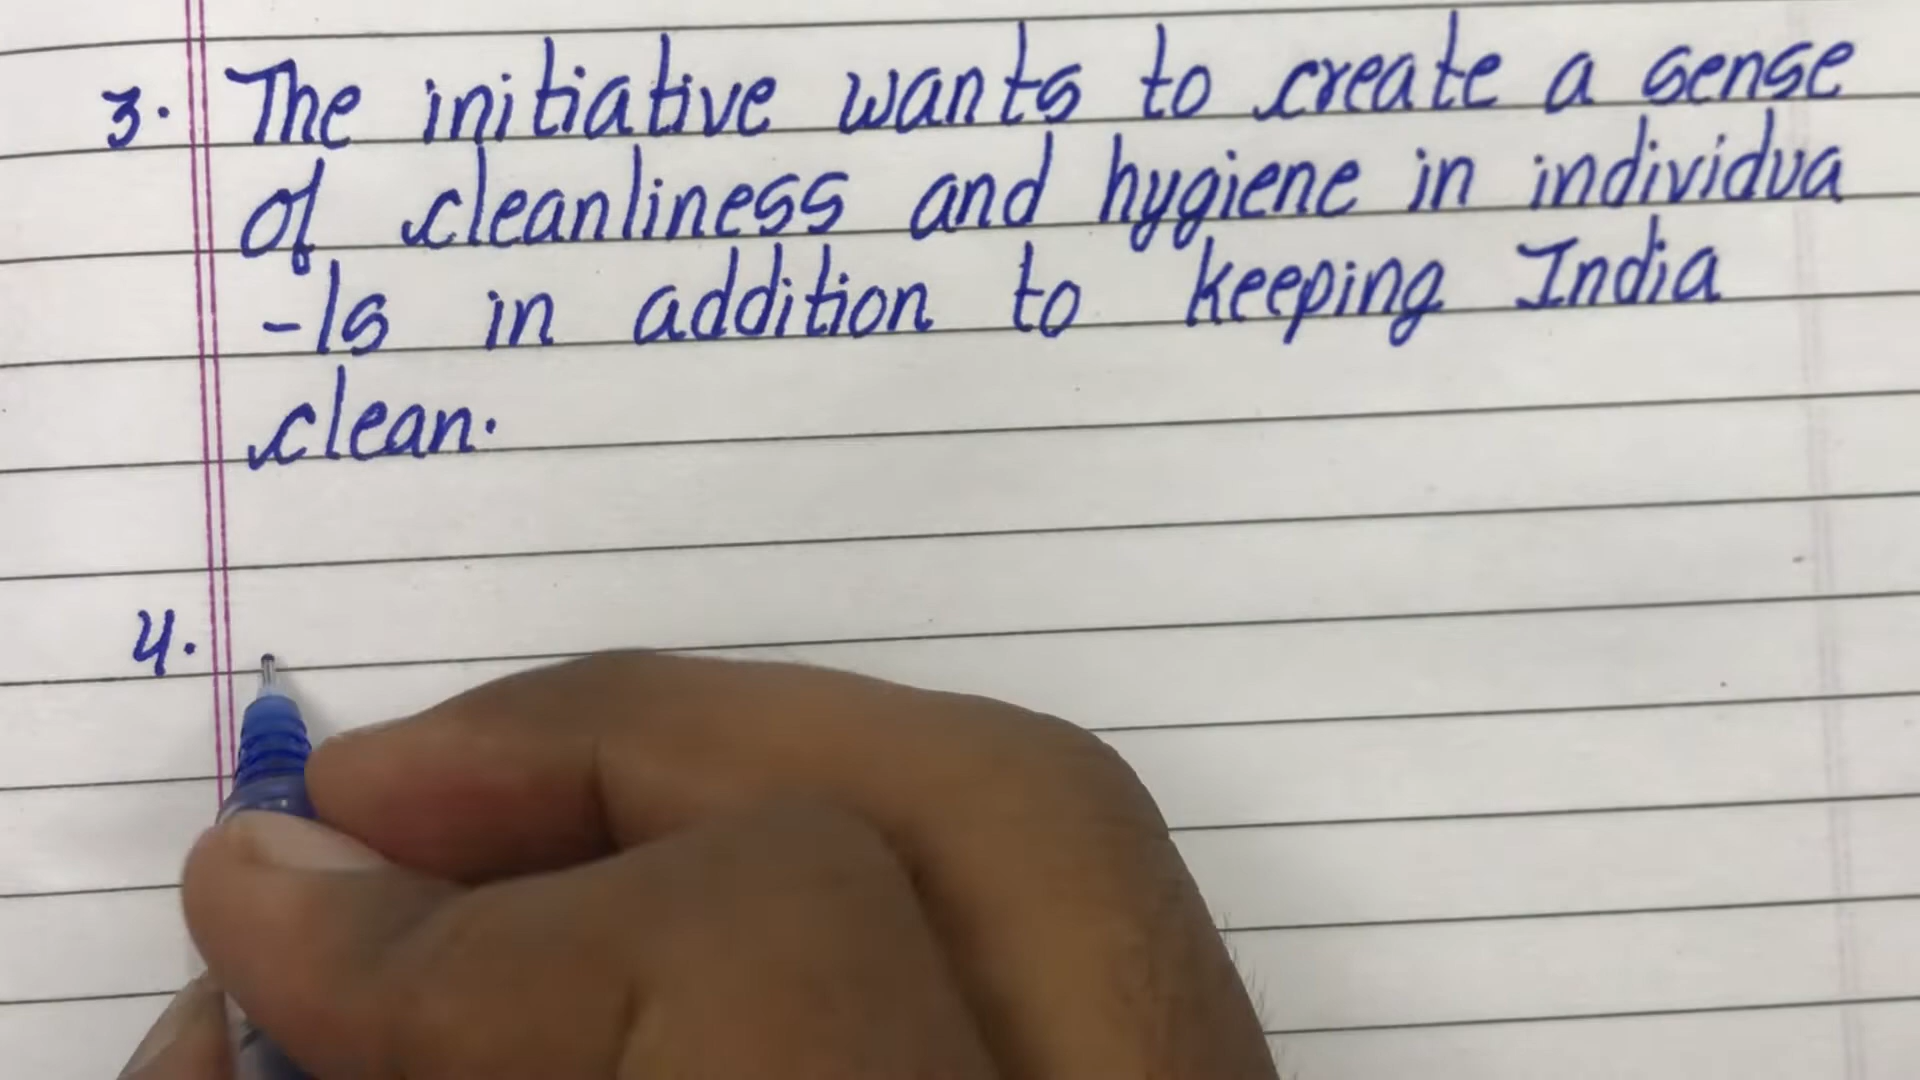 3. The initiative wants to create a sense
of cleanliness and hygiene in individua
-ls in addition to keeping India
clean.
4.